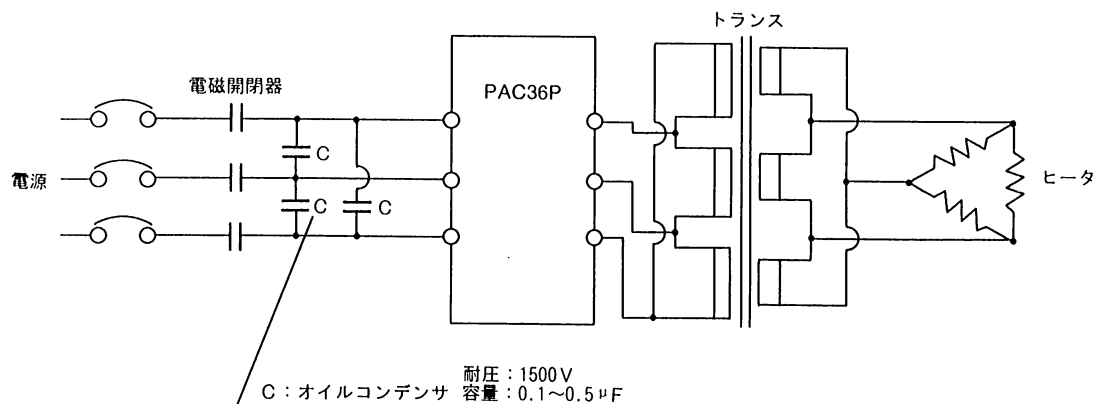 トランス
電磁開閉器
PAC36P
C
電源
C
C
ヒータ
耐圧：1500V
C：オイルコンデンサ 容量：0.1～0.5μF